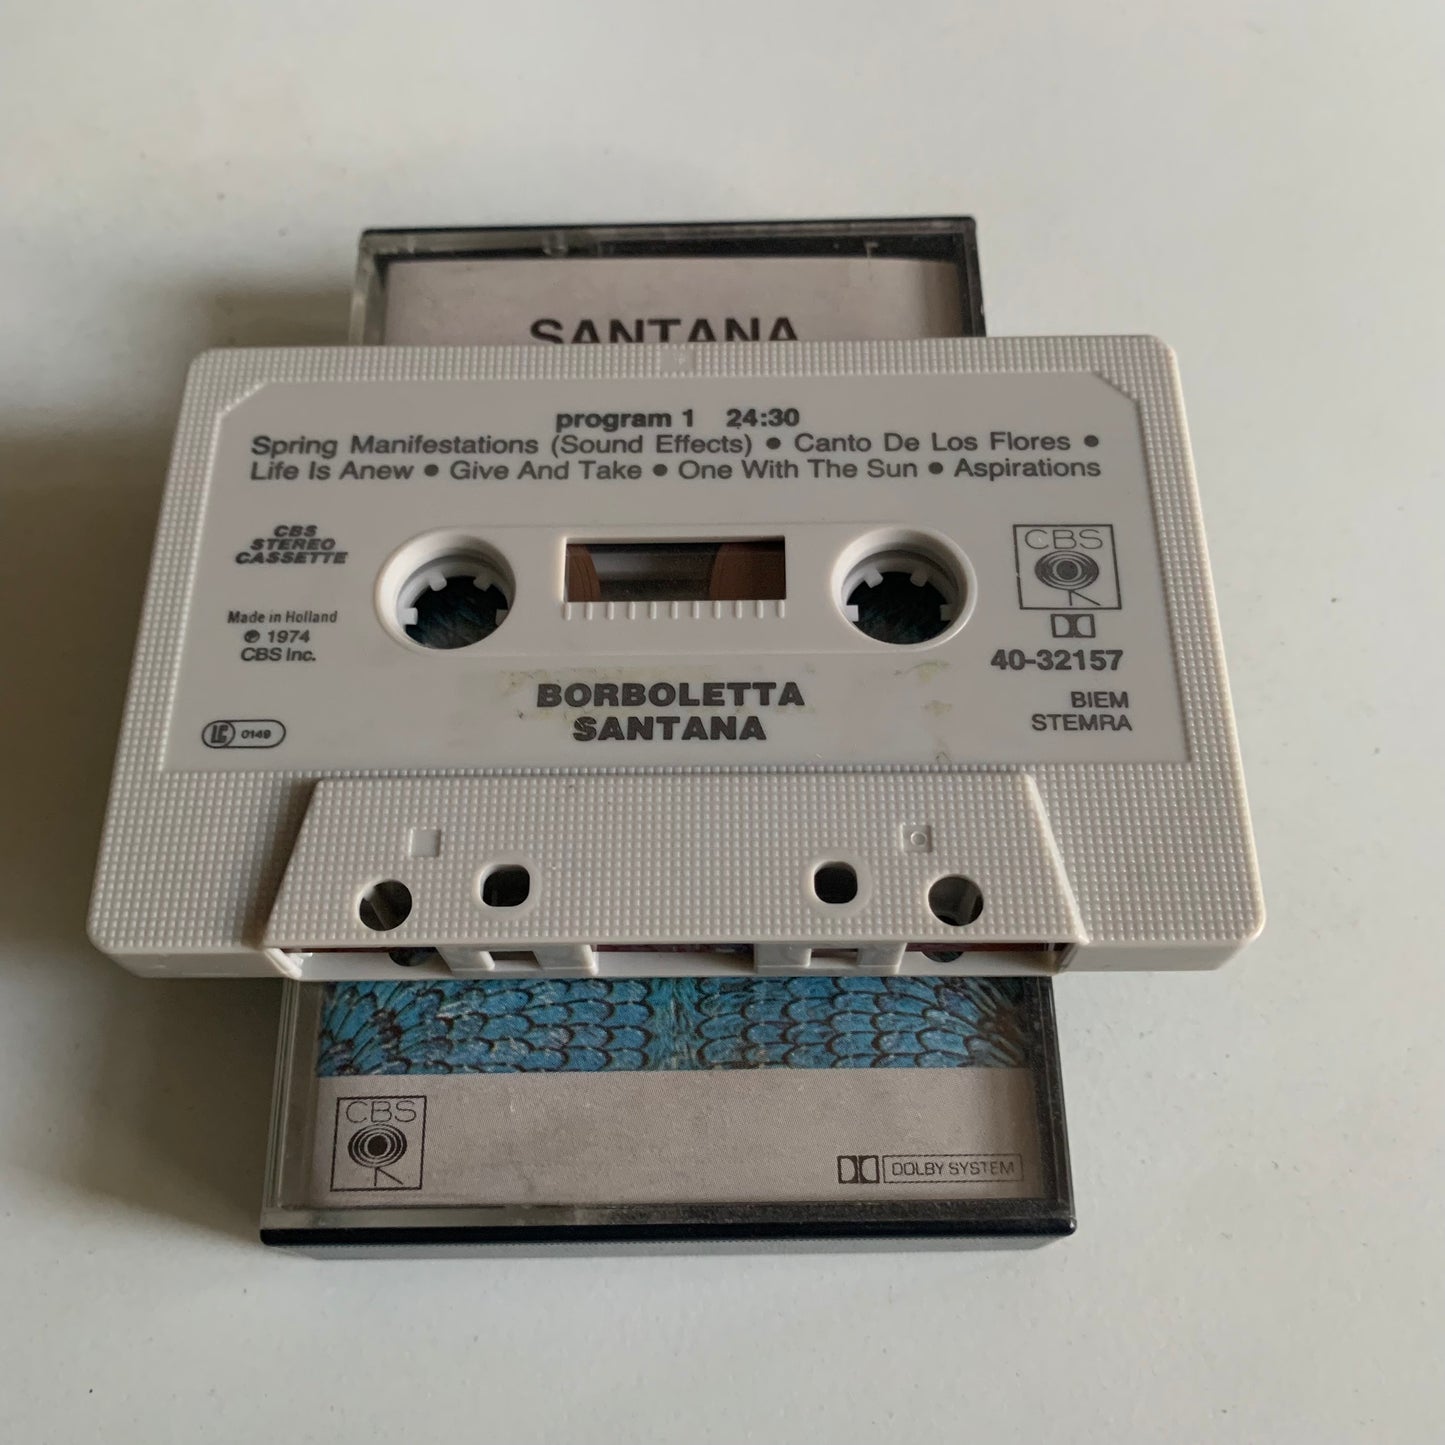 SANTANA
program 1 24:30
Spring Manifestations (Sound Effects) • Canto De Los Flores •
Life Is Anew • Give And Take • One With The Sun • Aspirations
CBS
STEREO
CASSETTE
CBS
Made in Holland
℗ 1974
CBS Inc.
40-32157
BORBOLETTA
SANTANA
BIEM
STEMRA
LC 0149
CBS
DOLBY SYSTEM